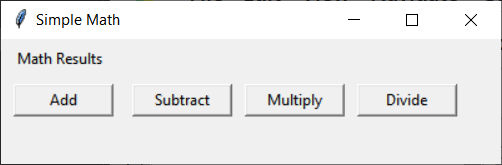 Simple Math
Math Results
Add Subtract Multiply Divide